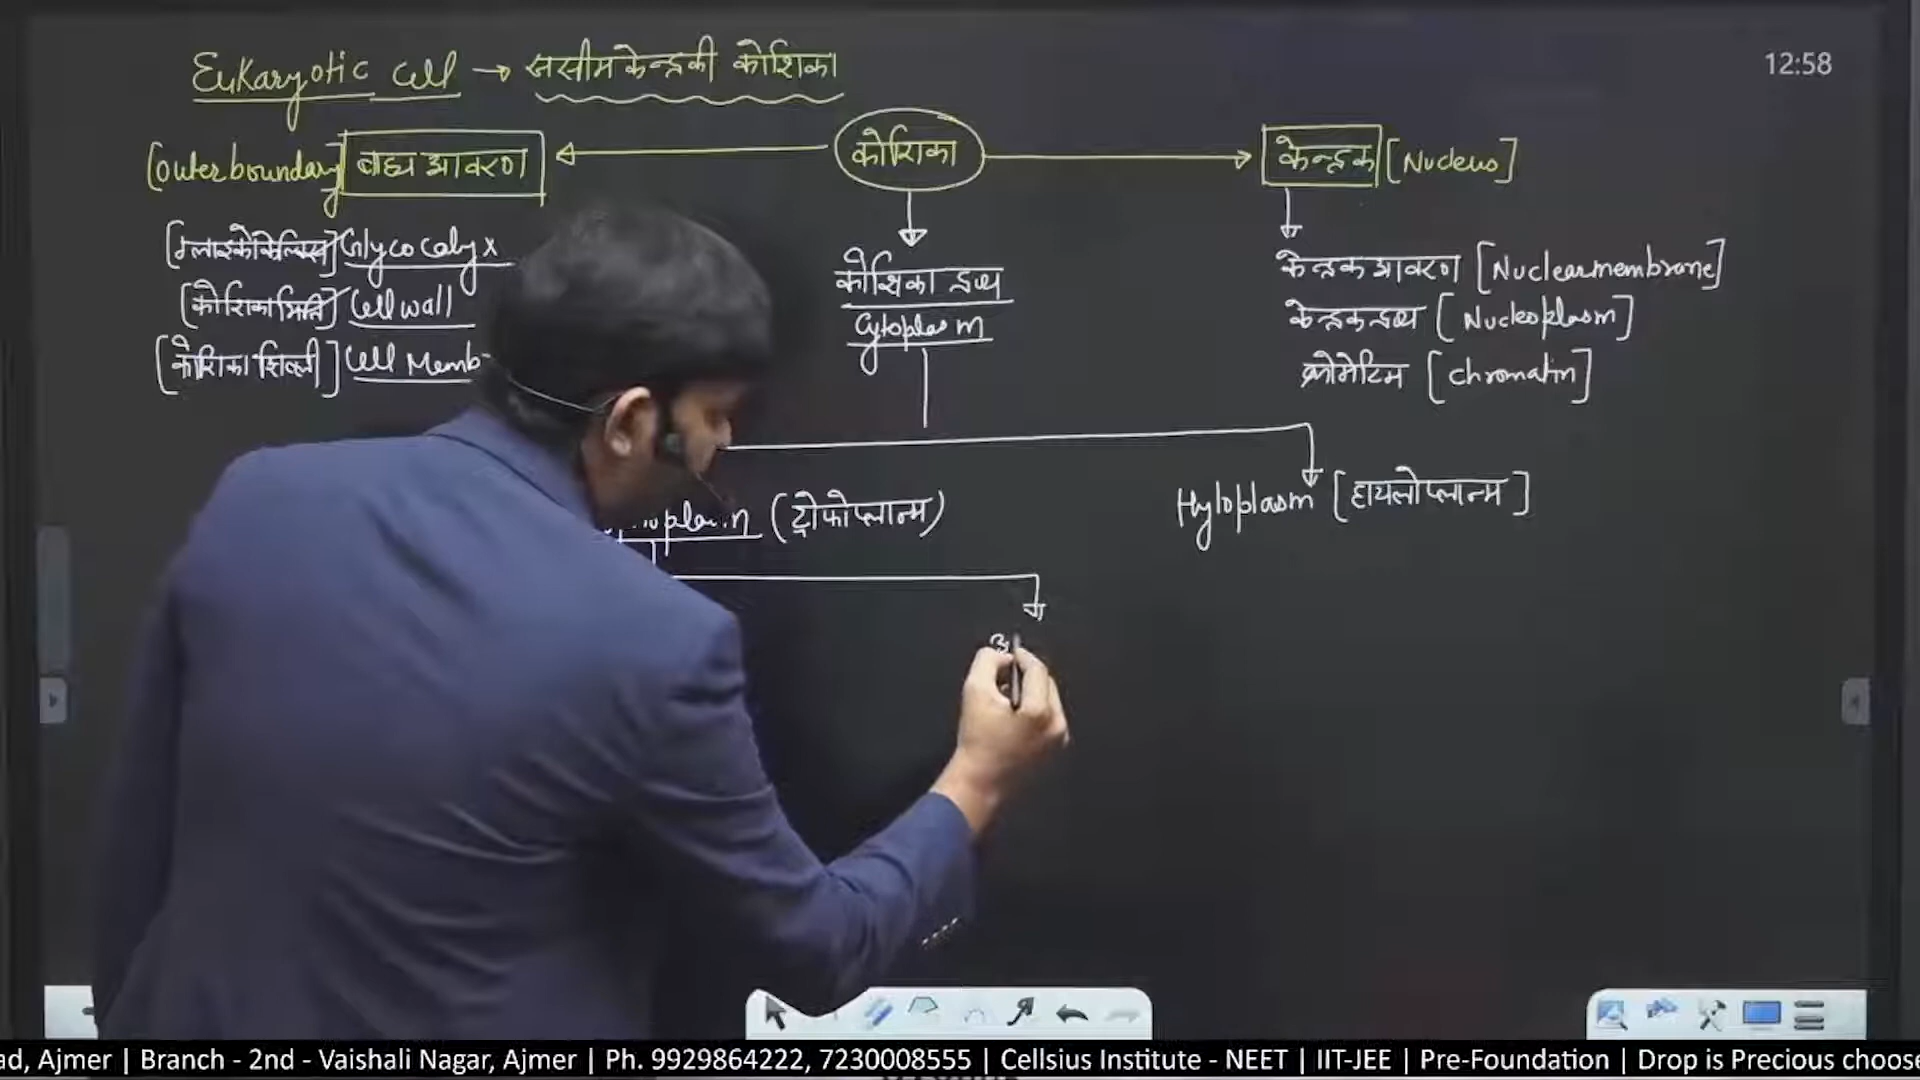 Eukaryotic cell → ससीमकेन्द्रकी कोशिका
12:58
[outer boundary] बाह्य आवरण
कोशिका
केन्द्रक [Nucleus]
[ग्लाइकोकेलिक्स] Glycocalyx
[कोशिका भित्ति] Cell wall
[कोशिका झिल्ली] Cell Memb
कोशिका द्रव्य
Cytoplasm
केन्द्रक आवरण [Nuclear membrane]
केन्द्रक द्रव्य [Nucleoplasm]
क्रोमेटिन [chromatin]
(ट्रोफोप्लाज्म)
Hyloplasm [हायलोप्लाज्म]
ad, Ajmer | Branch - 2nd - Vaishali Nagar, Ajmer | Ph. 9929864222, 7230008555 | Cellsius Institute - NEET | IIT-JEE | Pre-Foundation | Drop is Precious choose